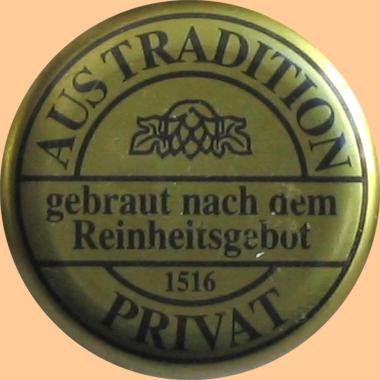 AUS TRADITION
gebraut nach dem
Reinheitsgebot
1516
PRIVAT